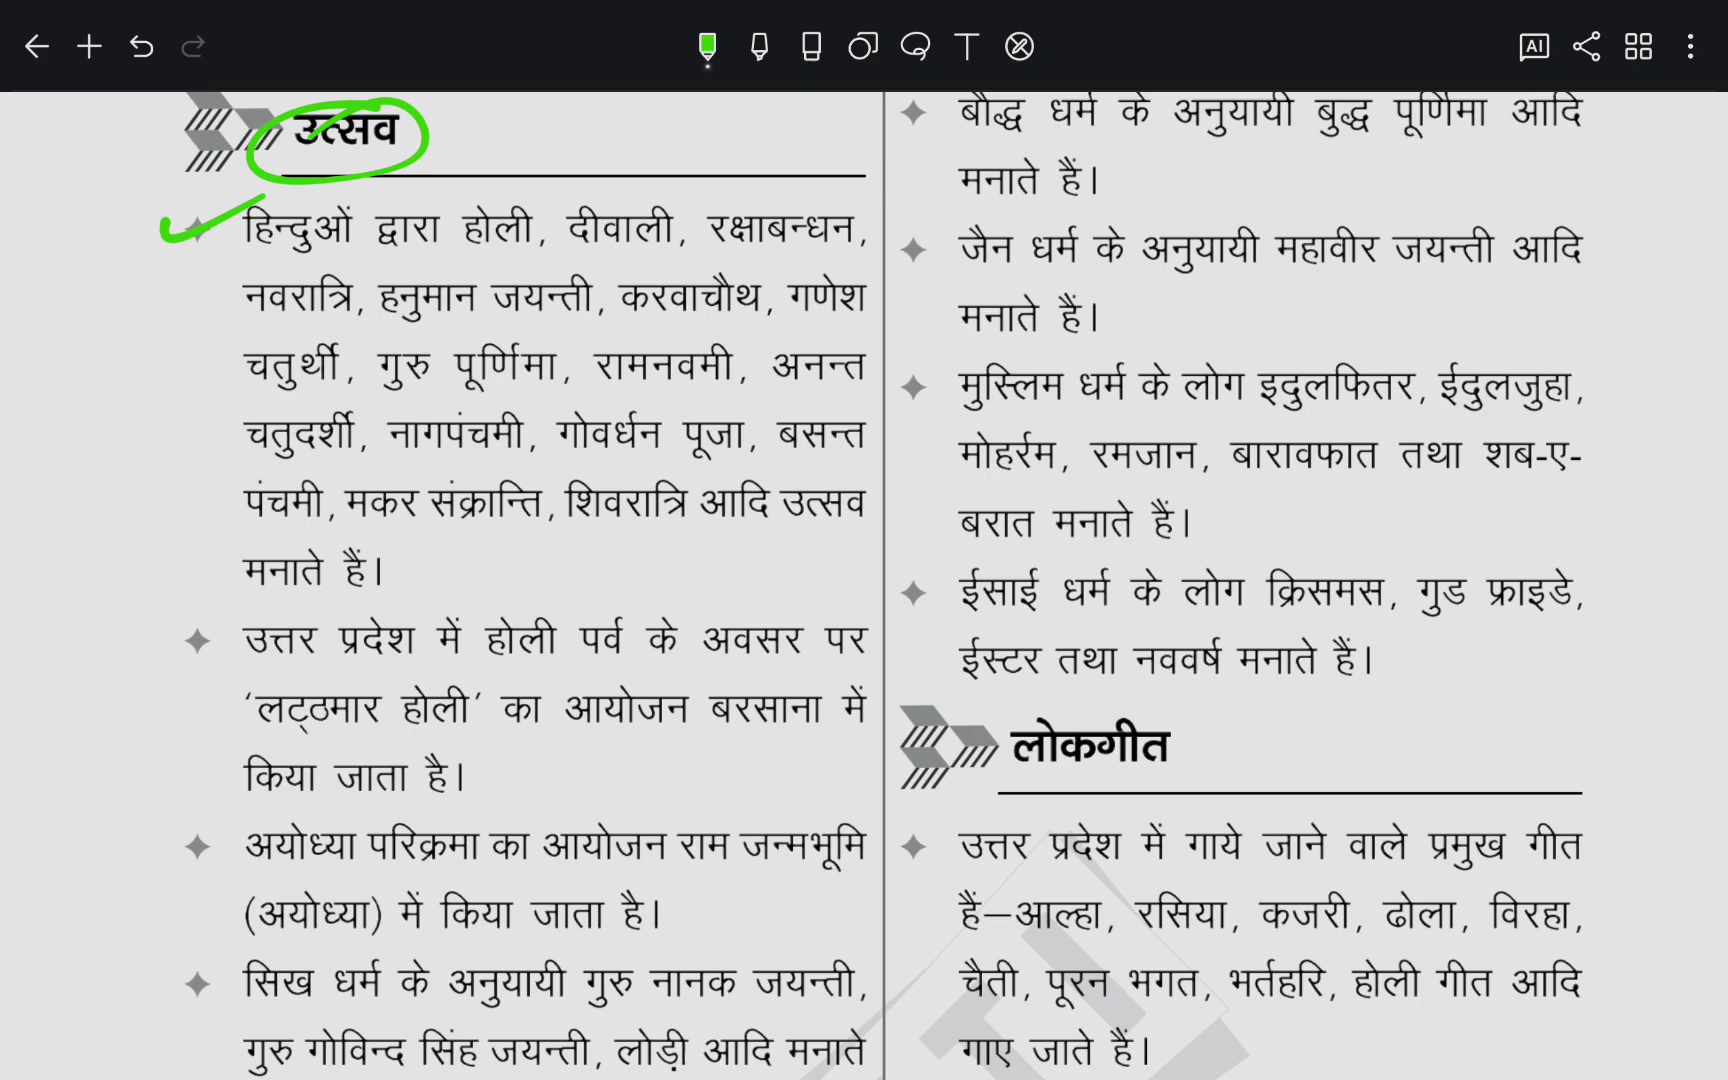 AI
उत्सव
हिन्दुओं द्वारा होली, दीवाली, रक्षाबन्धन,
नवरात्रि, हनुमान जयन्ती, करवाचौथ, गणेश
चतुर्थी, गुरु पूर्णिमा, रामनवमी, अनन्त
चतुदर्शी, नागपंचमी, गोवर्धन पूजा, बसन्त
पंचमी, मकर संक्रान्ति, शिवरात्रि आदि उत्सव
मनाते हैं।
उत्तर प्रदेश में होली पर्व के अवसर पर
‘लट्ठमार होली’ का आयोजन बरसाना में
किया जाता है।
अयोध्या परिक्रमा का आयोजन राम जन्मभूमि
(अयोध्या) में किया जाता है।
सिख धर्म के अनुयायी गुरु नानक जयन्ती,
गुरु गोविन्द सिंह जयन्ती, लोड़ी आदि मनाते
बौद्ध धर्म के अनुयायी बुद्ध पूर्णिमा आदि
मनाते हैं।
जैन धर्म के अनुयायी महावीर जयन्ती आदि
मनाते हैं।
मुस्लिम धर्म के लोग इदुलफितर, ईदुलजुहा,
मोहर्रम, रमजान, बारावफात तथा शब-ए-
बरात मनाते हैं।
ईसाई धर्म के लोग क्रिसमस, गुड फ्राइडे,
ईस्टर तथा नववर्ष मनाते हैं।
लोकगीत
उत्तर प्रदेश में गाये जाने वाले प्रमुख गीत
हैं—आल्हा, रसिया, कजरी, ढोला, विरहा,
चैती, पूरन भगत, भर्तहरि, होली गीत आदि
गाए जाते हैं।